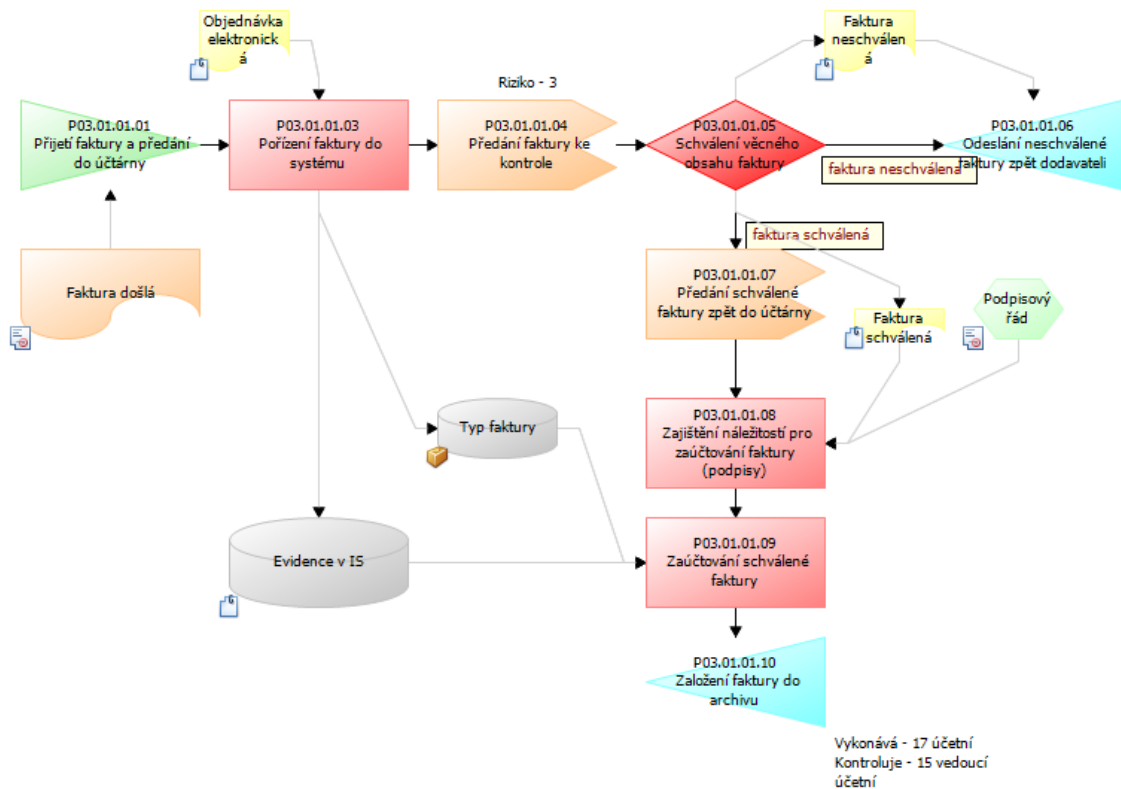 Objednávka
elektronick
á
Faktura
neschválen
á
Riziko - 3
P03.01.01.01
Přijetí faktury a předání
do účtárny
P03.01.01.03
Pořízení faktury do
systému
P03.01.01.04
Předání faktury ke
kontrole
P03.01.01.05
Schválení věcného
obsahu faktury
P03.01.01.06
Odeslání neschválené
faktury zpět dodavateli
faktura neschválená
faktura schválená
Faktura došlá
P03.01.01.07
Předání schválené
faktury zpět do účtárny
Faktura
schválená
Podpisový
řád
P03.01.01.08
Zajištění náležitostí pro
zaúčtování faktury
(podpisy)
Typ faktury
Evidence v IS
P03.01.01.09
Zaúčtování schválené
faktury
P03.01.01.10
Založení faktury do
archivu
Vykonává - 17 účetní
Kontroluje - 15 vedoucí
účetní